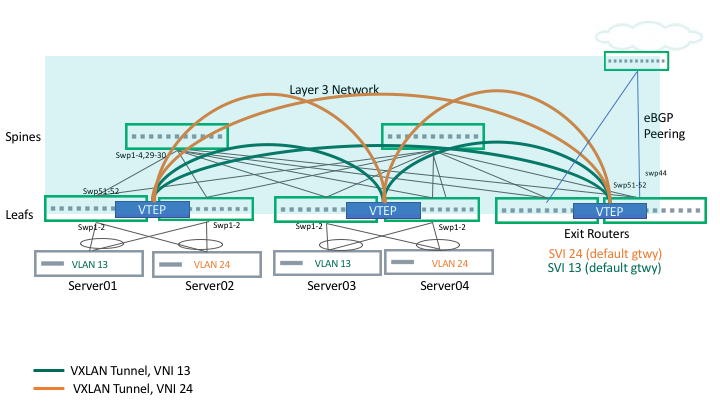 Layer 3 Network
eBGP
Peering
Spines
Swp1-4,29-30
swp44
Swp51-52
Swp51-52
Leafs
VTEP
VTEP
VTEP
Swp1-2
Swp1-2
Swp1-2
Swp1-2
Exit Routers
SVI 24 (default gtwy)
SVI 13 (default gtwy)
VLAN 13
VLAN 24
VLAN 13
VLAN 24
Server01
Server02
Server03
Server04
VXLAN Tunnel, VNI 13
VXLAN Tunnel, VNI 24